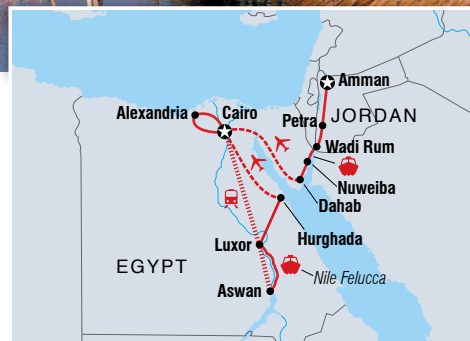 Amman
Alexandria
Cairo
Petra
JORDAN
Wadi Rum
Nuweiba
Dahab
Hurghada
Luxor
EGYPT
Nile Felucca
Aswan